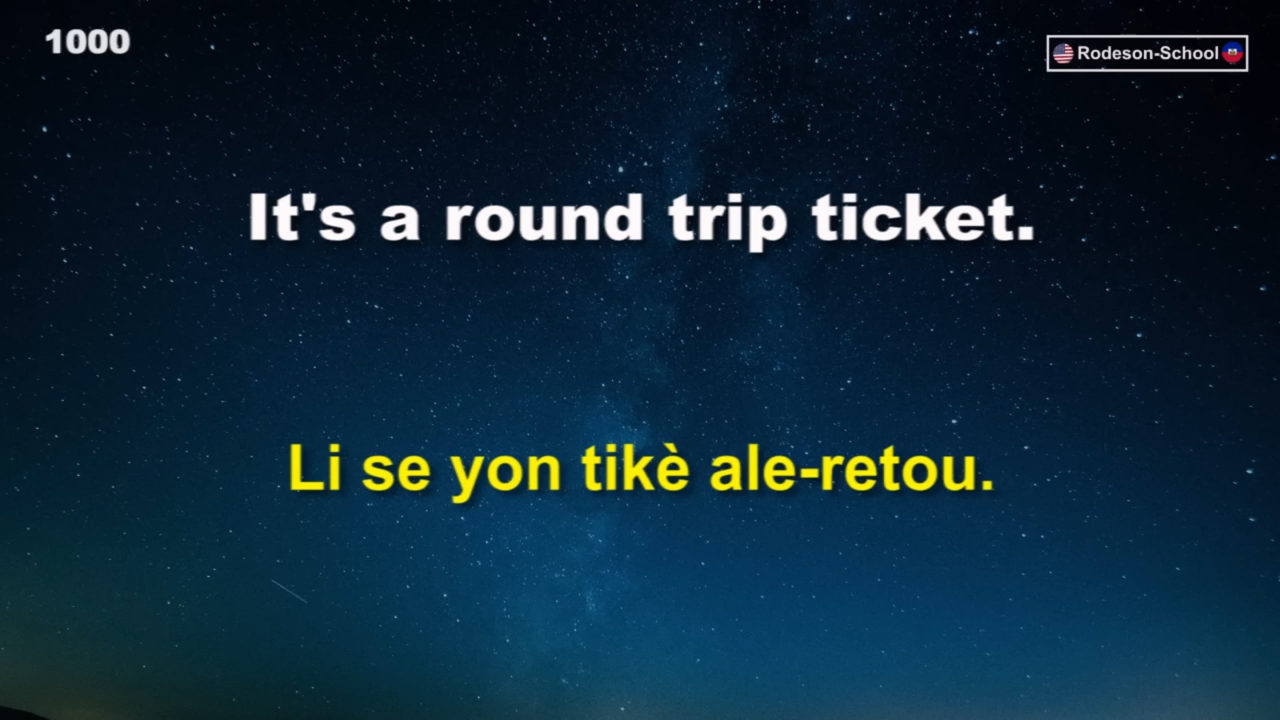 1000
Rodeson-School
It's a round trip ticket.
Li se yon tikè ale-retou.